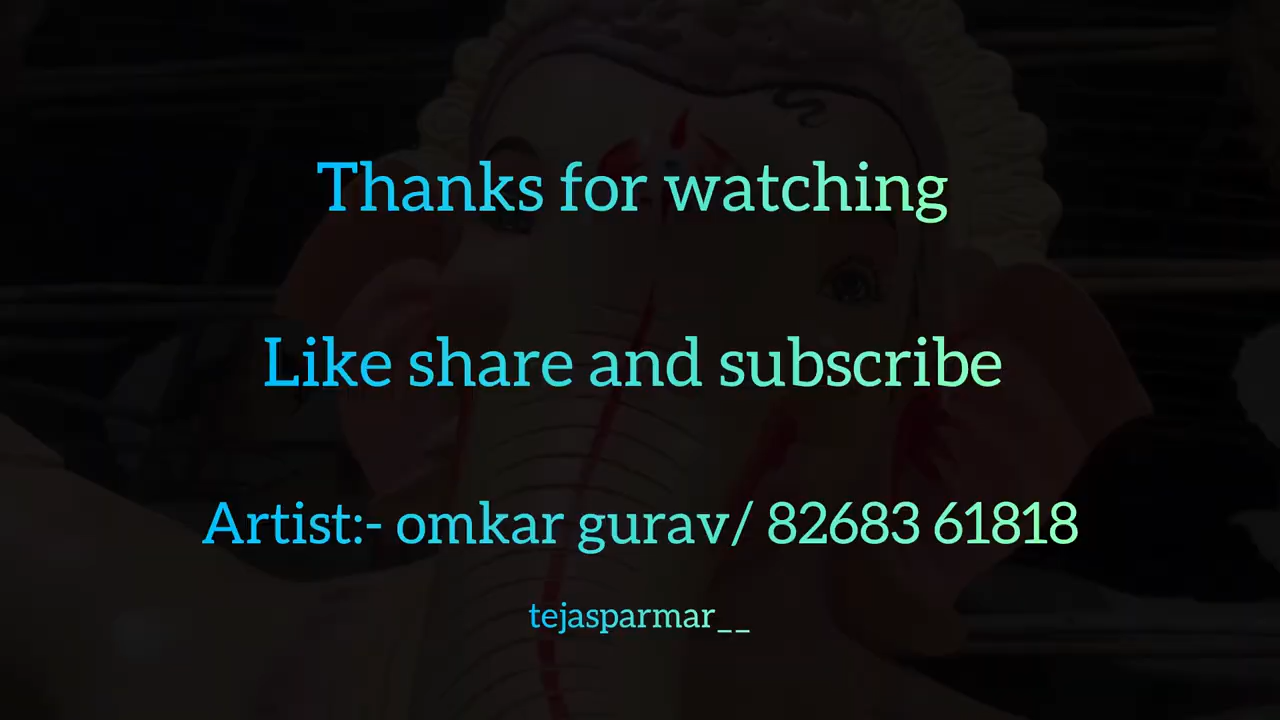 Thanks for watching
Like share and subscribe
Artist:- omkar gurav/ 82683 61818
tejasparmar__